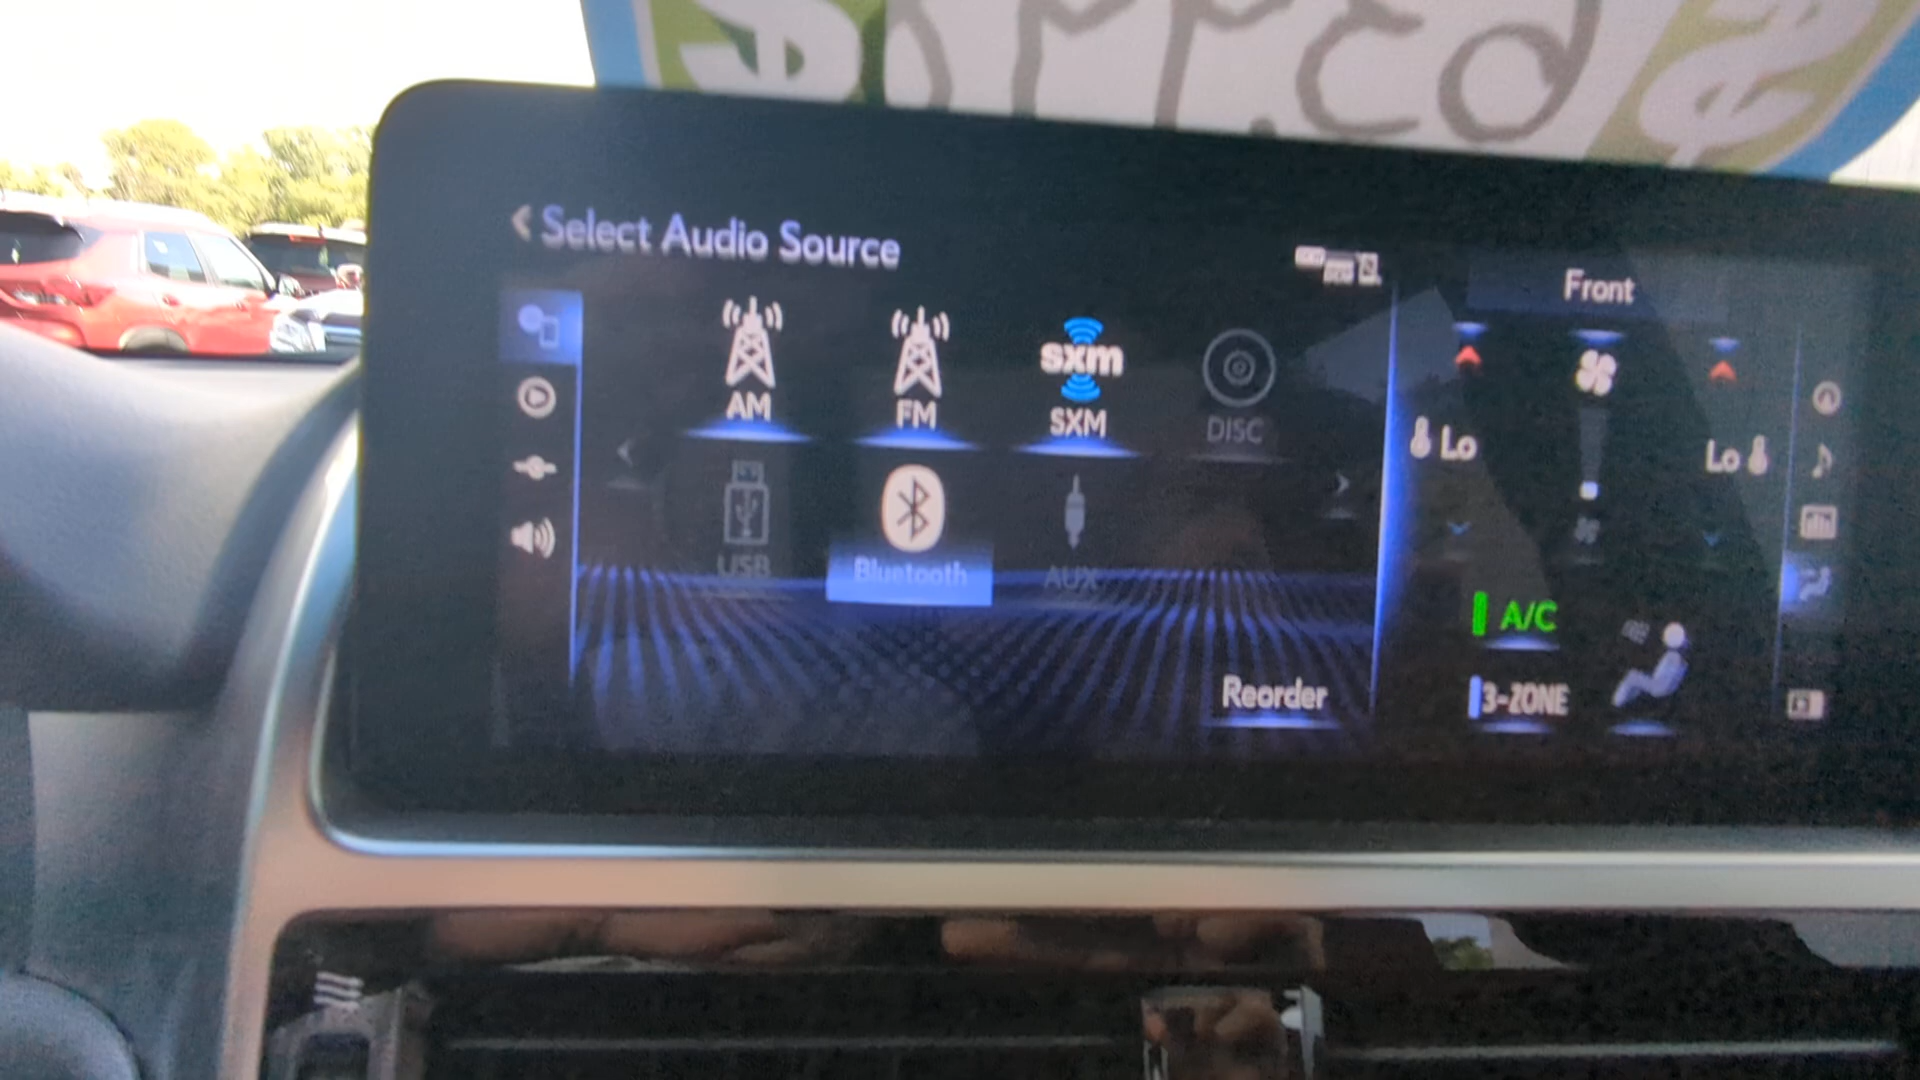 Select Audio Source
Front
AM
FM
sxm
SXM
DISC
Lo
Lo
USB
Bluetooth
AUX
A/C
Reorder
3-ZONE